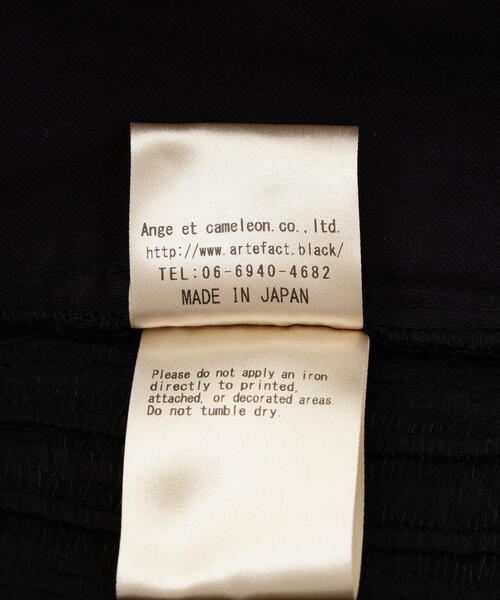 Ange et cameleon.co.,ltd.
http://www.artefact.black/
TEL:06-6940-4682
MADE IN JAPAN
Please do not apply an iron
directly to printed,
attached, or decorated areas.
Do not tumble dry.